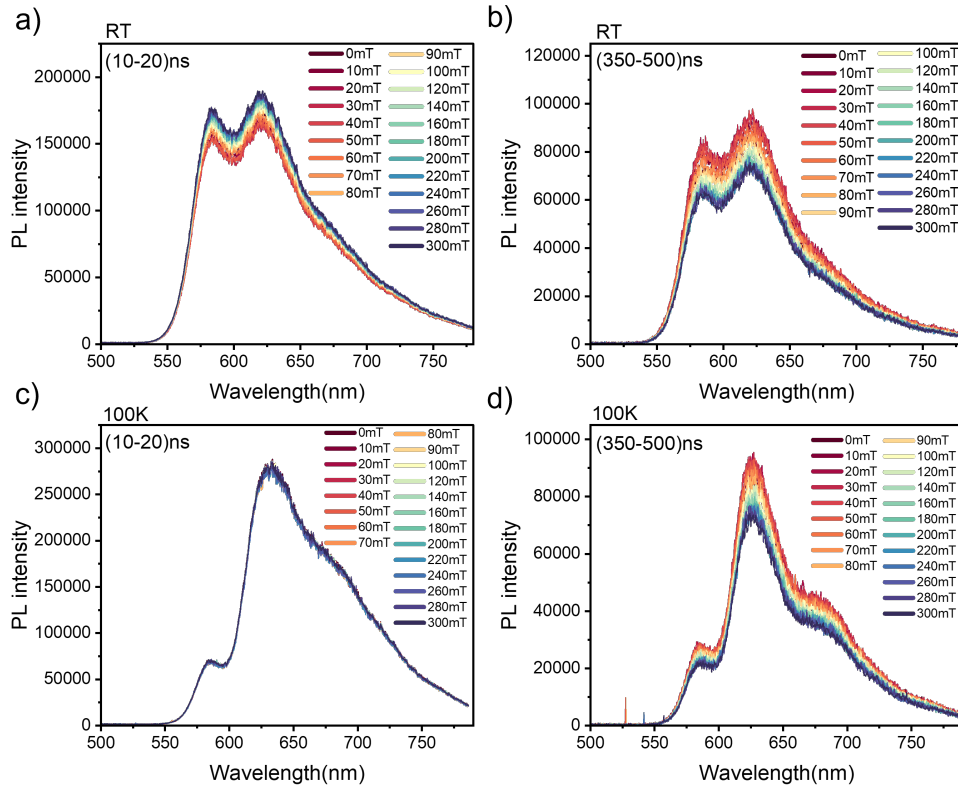 a)
RT
(10-20)ns
0mT
10mT
20mT
30mT
40mT
50mT
60mT
70mT
80mT
90mT
100mT
120mT
140mT
160mT
180mT
200mT
220mT
240mT
260mT
280mT
300mT
PL intensity
200000
150000
100000
50000
0
500 550 600 650 700 750
Wavelength(nm)
b)
RT
(350-500)ns
0mT
10mT
20mT
30mT
40mT
50mT
60mT
70mT
80mT
90mT
100mT
120mT
140mT
160mT
180mT
200mT
220mT
240mT
260mT
280mT
300mT
PL intensity
120000
100000
80000
60000
40000
20000
0
500 550 600 650 700 750
Wavelength(nm)
c)
100K
(10-20)ns
0mT
10mT
20mT
30mT
40mT
50mT
60mT
70mT
80mT
90mT
100mT
120mT
140mT
160mT
180mT
200mT
220mT
240mT
260mT
280mT
300mT
PL intensity
300000
250000
200000
150000
100000
50000
0
500 550 600 650 700 750
Wavelength(nm)
d)
100K
(350-500)ns
0mT
10mT
20mT
30mT
40mT
50mT
60mT
70mT
80mT
90mT
100mT
120mT
140mT
160mT
180mT
200mT
220mT
240mT
260mT
280mT
300mT
PL intensity
100000
80000
60000
40000
20000
0
500 550 600 650 700 750
Wavelength(nm)